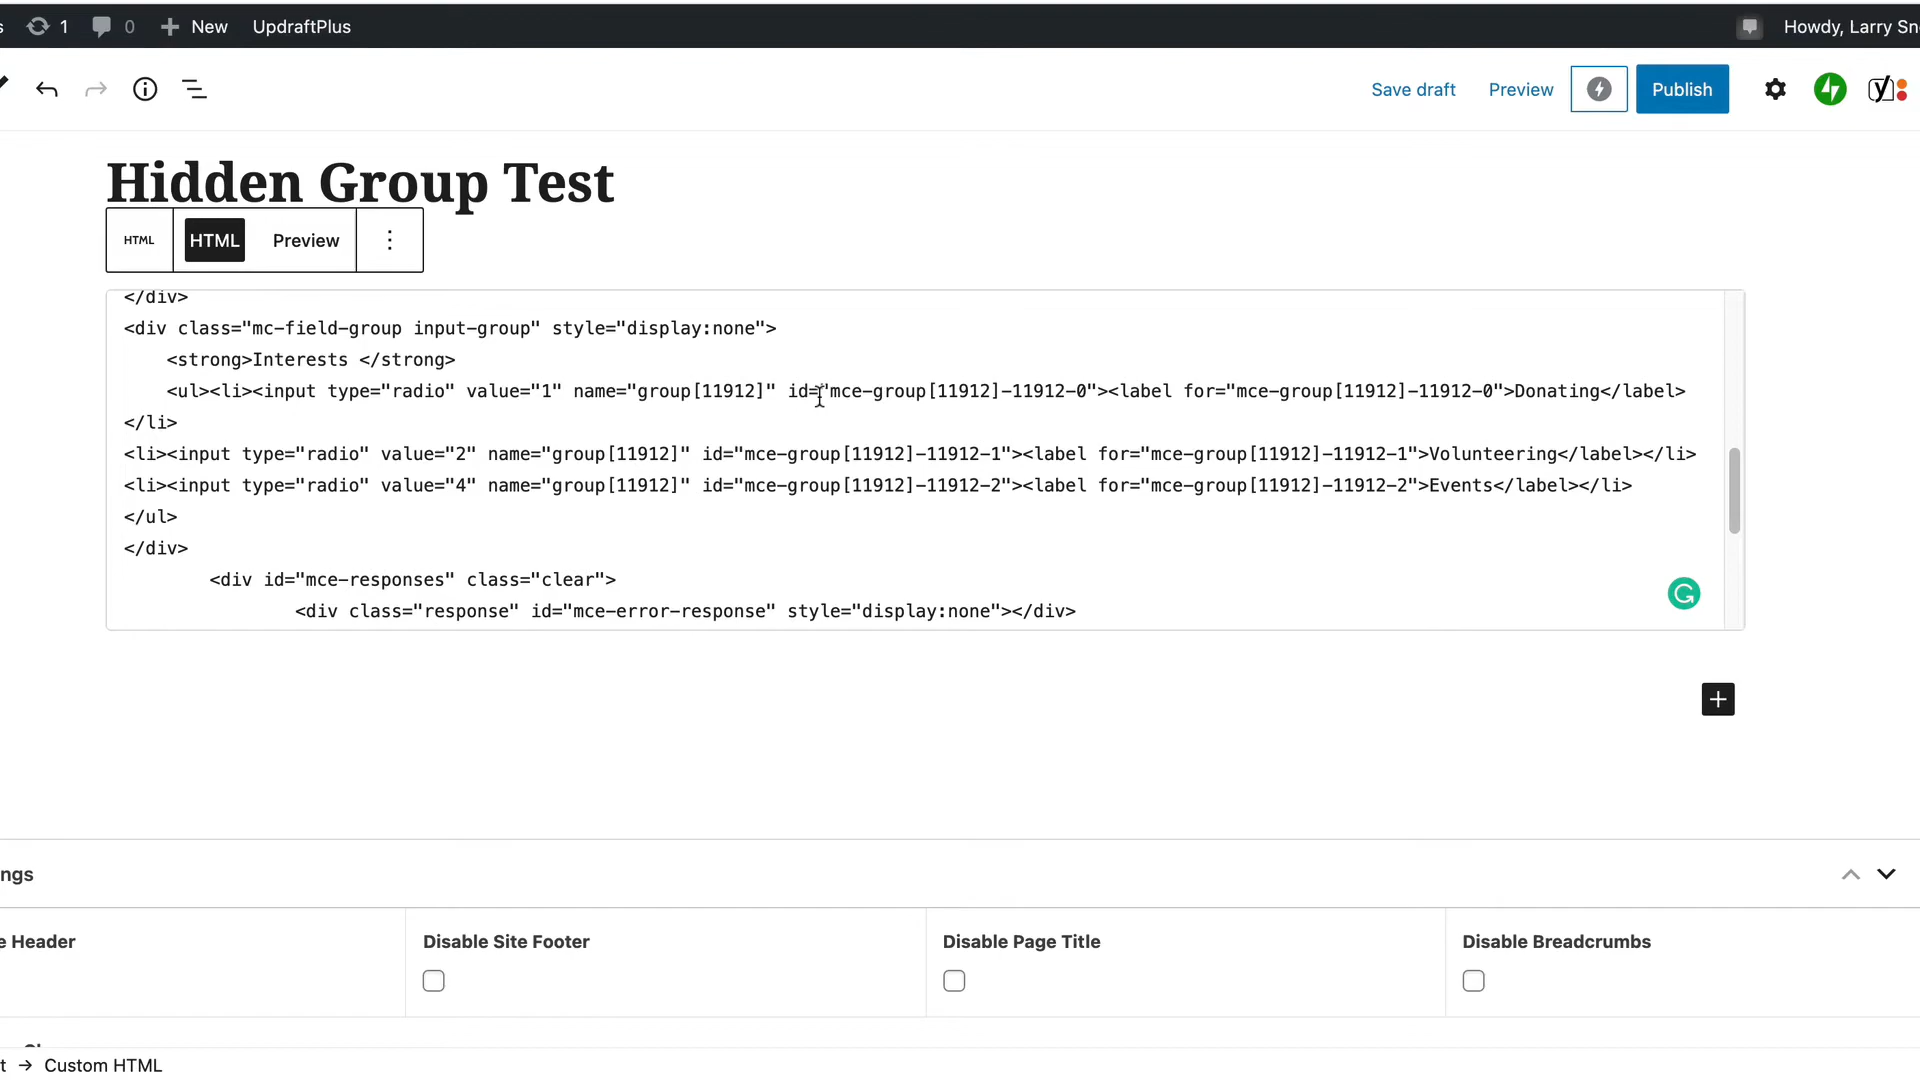 s 1 0 New UpdraftPlus Howdy, Larry Sn
Save draft Preview Publish
Hidden Group Test
HTML HTML Preview
</div>
<div class="mc-field-group input-group" style="display:none">
<strong>Interests </strong>
<ul><li><input type="radio" value="1" name="group[11912]" id="mce-group[11912]-11912-0"><label for="mce-group[11912]-11912-0">Donating</label>
</li>
<li><input type="radio" value="2" name="group[11912]" id="mce-group[11912]-11912-1"><label for="mce-group[11912]-11912-1">Volunteering</label></li>
<li><input type="radio" value="4" name="group[11912]" id="mce-group[11912]-11912-2"><label for="mce-group[11912]-11912-2">Events</label></li>
</ul>
</div>
<div id="mce-responses" class="clear">
<div class="response" id="mce-error-response" style="display:none"></div>
ngs
e Header Disable Site Footer Disable Page Title Disable Breadcrumbs
t → Custom HTML